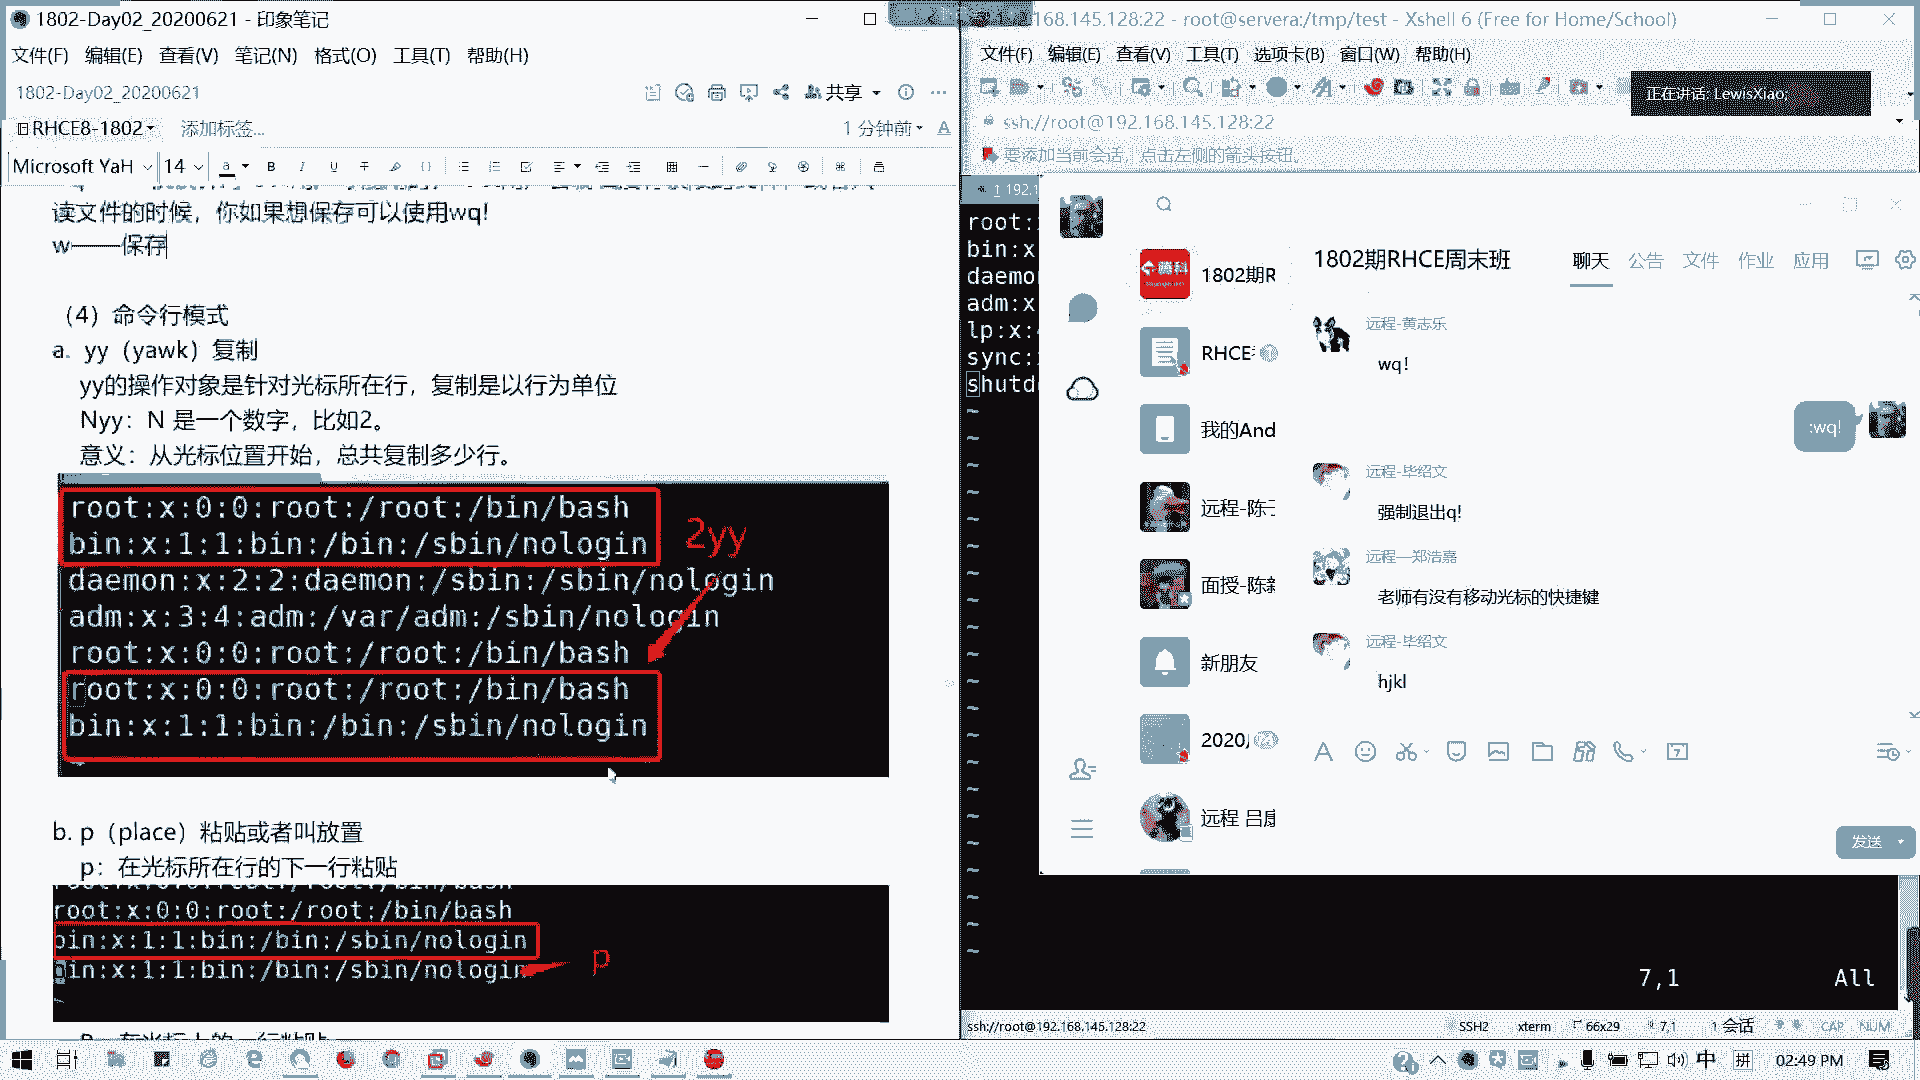 1802-Day02_20200621 - 印象笔记
文件(F) 编辑(E) 查看(V) 笔记(N) 格式(O) 工具(T) 帮助(H)
1802-Day02_20200621
共享
RHCE8-1802
添加标签...
1 分钟前
Microsoft YaH 14
读文件的时候，你如果想保存可以使用wq!
w——保存
（4）命令行模式
a. yy（yawk）复制
yy的操作对象是针对光标所在行，复制是以行为单位
Nyy：N 是一个数字，比如2。
意义：从光标位置开始，总共复制多少行。
root:x:0:0:root:/root:/bin/bash
bin:x:1:1:bin:/bin:/sbin/nologin
2yy
daemon:x:2:2:daemon:/sbin:/sbin/nologin
adm:x:3:4:adm:/var/adm:/sbin/nologin
root:x:0:0:root:/root:/bin/bash
root:x:0:0:root:/root:/bin/bash
bin:x:1:1:bin:/bin:/sbin/nologin
b. p（place）粘贴或者叫放置
p：在光标所在行的下一行粘贴
root:x:0:0:root:/root:/bin/bash
bin:x:1:1:bin:/bin:/sbin/nologin
bin:x:1:1:bin:/bin:/sbin/nologin
p
168.145.128:22 - root@servera:/tmp/test - Xshell 6 (Free for Home/School)
文件(F) 编辑(E) 查看(V) 工具(T) 选项卡(B) 窗口(W) 帮助(H)
正在讲话: LewisXiao;
ssh://root@192.168.145.128:22
要添加当前会话，点击左侧的箭头按钮。
1 192.1
root:
bin:x
daemon
adm:x
lp:x:
sync:
shutd
1802期R
RHCE
我的And
远程-陈
面授-陈
新朋友
2020
远程 吕
1802期RHCE周末班
聊天 公告 文件 作业 应用
远程-黄志乐
wq!
:wq!
远程-毕绍文
强制退出q!
远程—郑浩嘉
老师有没有移动光标的快捷键
远程-毕绍文
hjkl
发送
7,1 All
ssh://root@192.168.145.128:22 SSH2 xterm 66x29 7,1 1 会话 CAP NUM
中 拼 02:49 PM